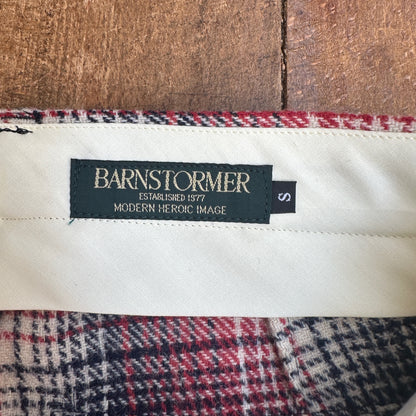 BARNSTORMER
ESTABLISHED 1977
MODERN HEROIC IMAGE
S